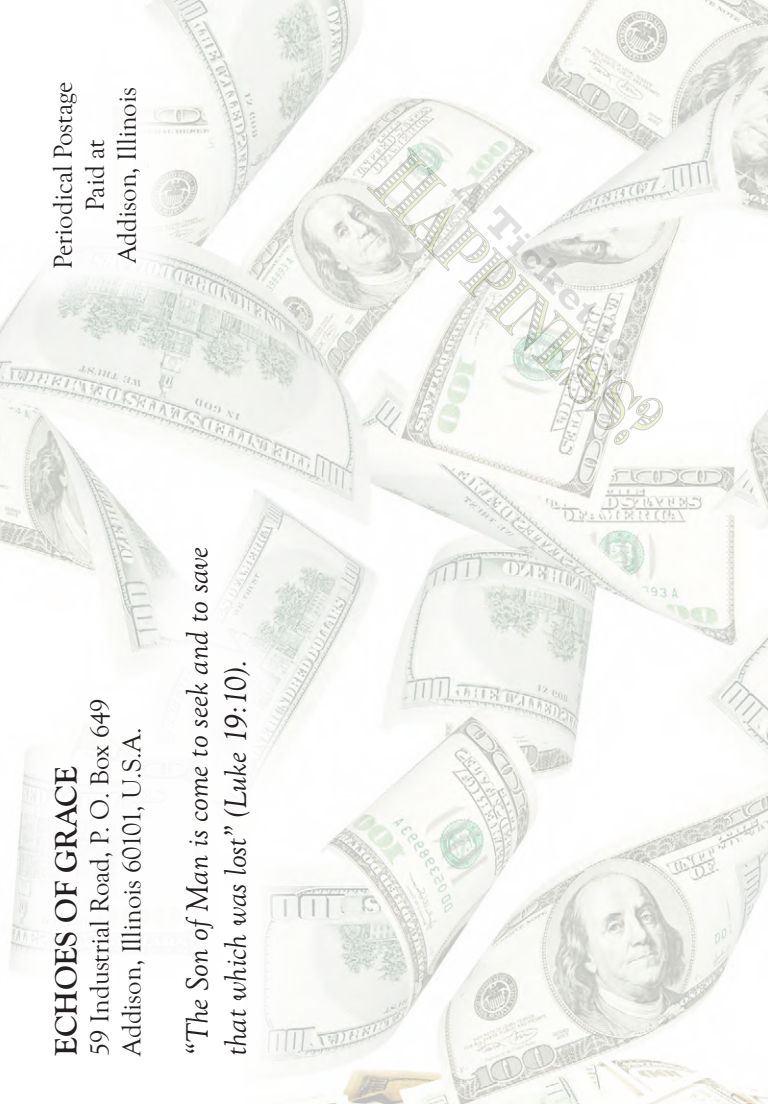 ECHOES OF GRACE
59 Industrial Road, P. O. Box 649
Addison, Illinois 60101, U.S.A.
Periodical Postage
Paid at
Addison, Illinois
“The Son of Man is come to seek and to save
that which was lost” (Luke 19:10).
A Ticket to
HAPPINESS?